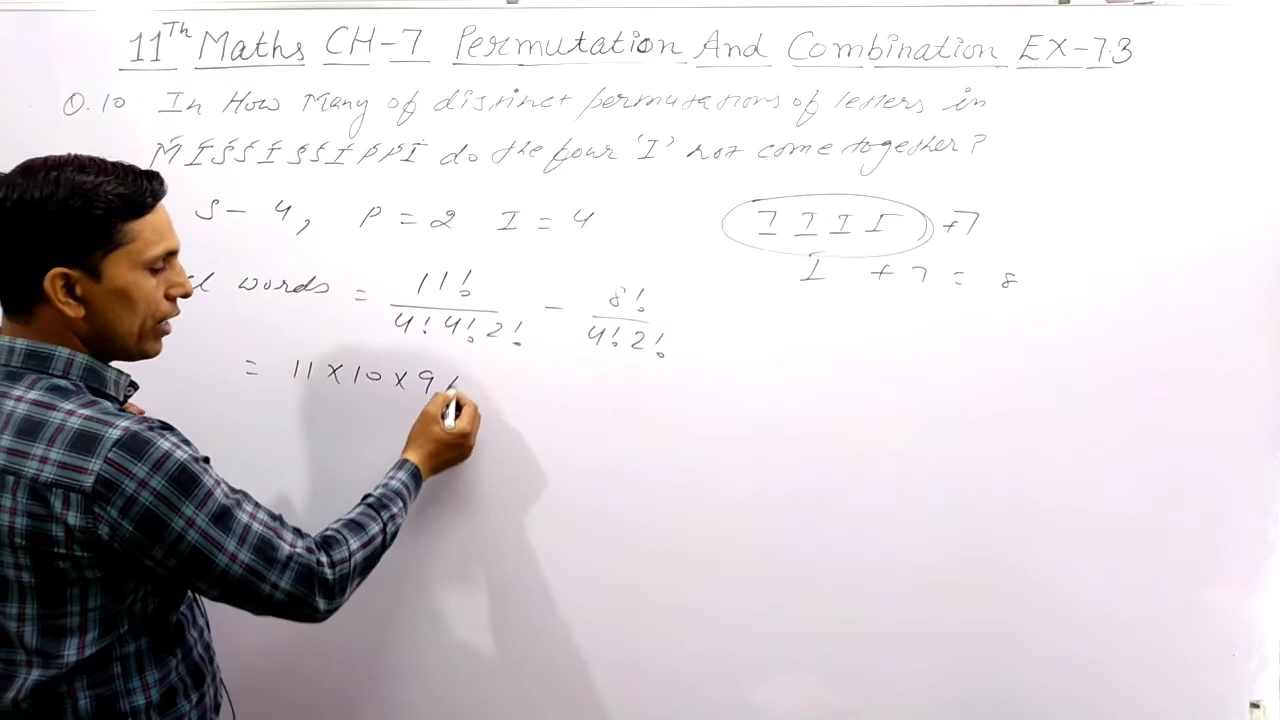 11Th Maths CH-7 Permutation And Combination EX-7.3
Q.10 In How Many of distinct permutations of letters in
MISSISSIPPI do the four 'I' not come together?
S- 4, P = 2 I = 4
I I I I +7
I + 7 = 8
words = 11!/4! 4! 2! - 8!/4! 2!
= 11 X 10 X 9